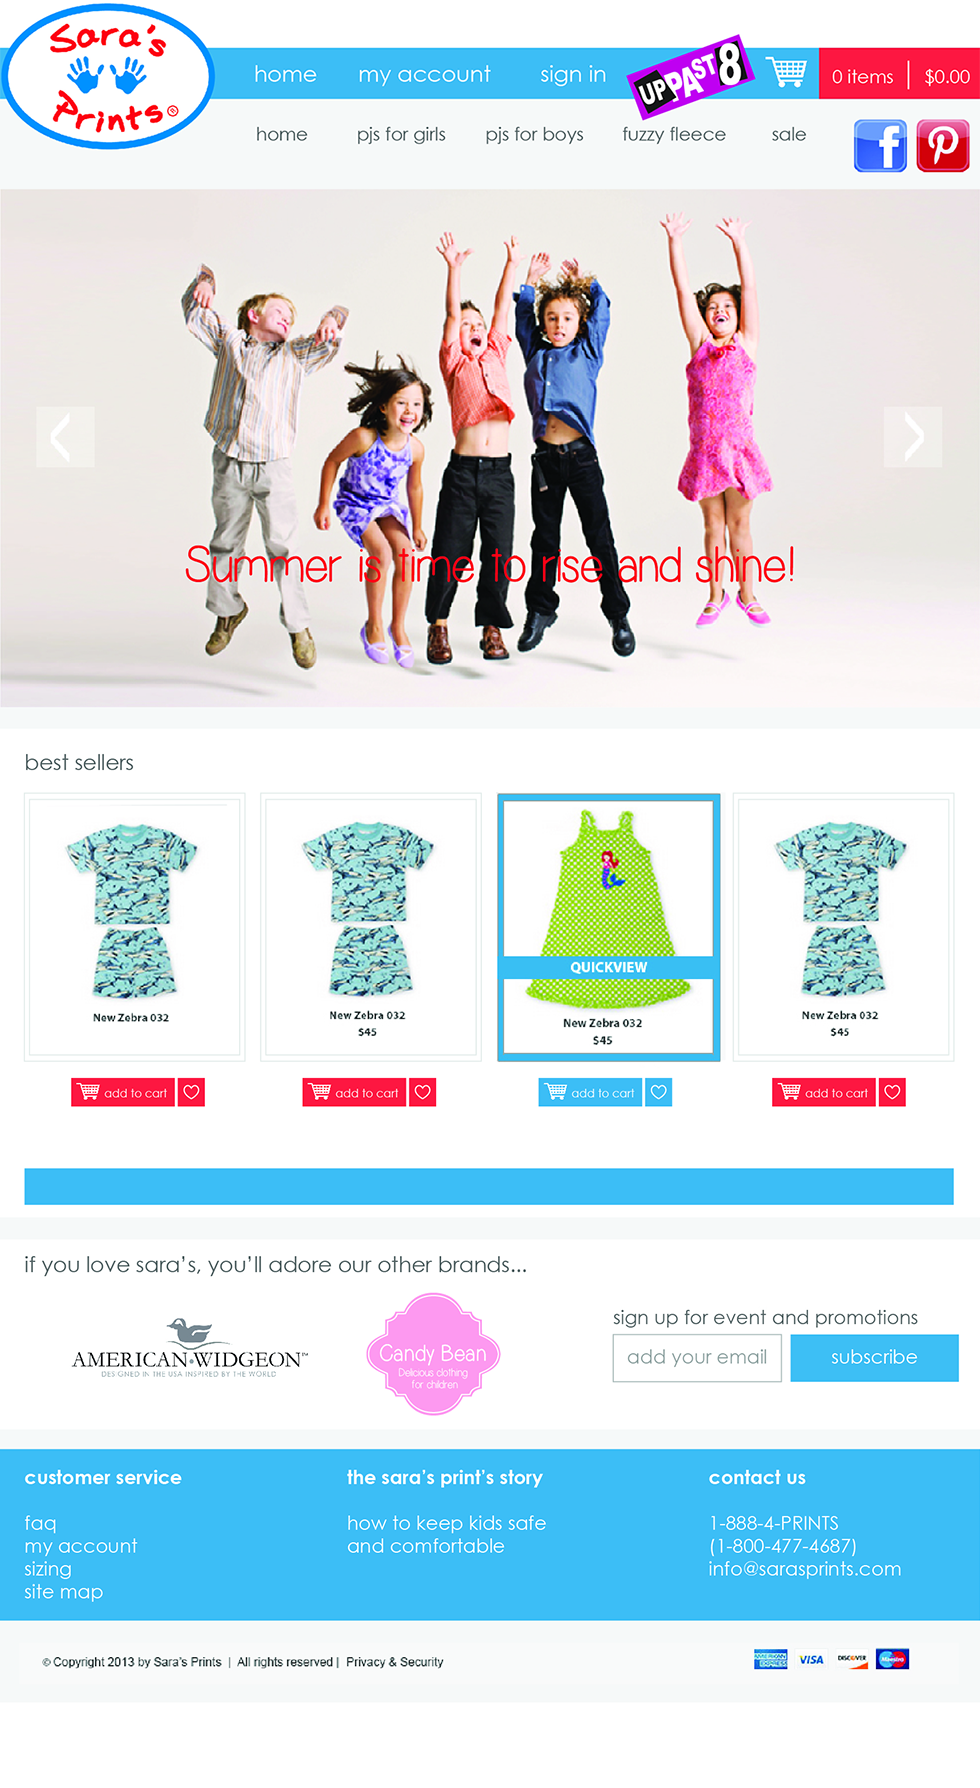 Sara's
Prints®
home
my account
sign in
UP PAST 8
0 items | $0.00
home
pjs for girls
pjs for boys
fuzzy fleece
sale
Summer is time to rise and shine!
best sellers
New Zebra 032
New Zebra 032
$45
QUICKVIEW
New Zebra 032
$45
New Zebra 032
$45
add to cart
add to cart
add to cart
add to cart
if you love sara's, you'll adore our other brands...
AMERICAN·WIDGEON™
DESIGNED IN THE USA INSPIRED BY THE WORLD
Candy Bean
Delicious clothing
for children
sign up for event and promotions
add your email
subscribe
customer service
faq
my account
sizing
site map
the sara's print's story
how to keep kids safe
and comfortable
contact us
1-888-4-PRINTS
(1-800-477-4687)
info@sarasprints.com
© Copyright 2013 by Sara's Prints | All rights reserved | Privacy & Security
AMERICAN
EXPRESS
VISA
DISCOVER
Maestro